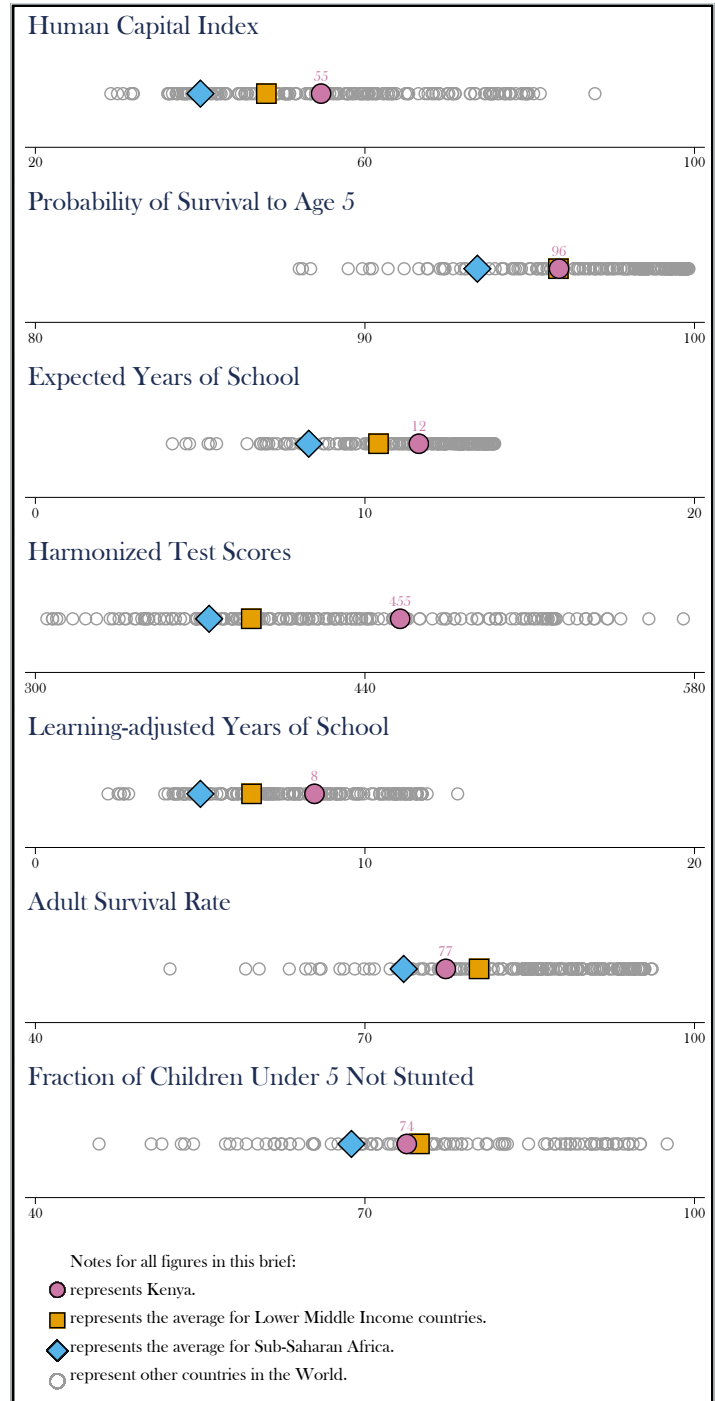 Human Capital Index
55
20 60 100
Probability of Survival to Age 5
96
80 90 100
Expected Years of School
12
0 10 20
Harmonized Test Scores
455
300 440 580
Learning-adjusted Years of School
8
0 10 20
Adult Survival Rate
77
40 70 100
Fraction of Children Under 5 Not Stunted
74
40 70 100
Notes for all figures in this brief:
represents Kenya.
represents the average for Lower Middle Income countries.
represents the average for Sub-Saharan Africa.
represent other countries in the World.